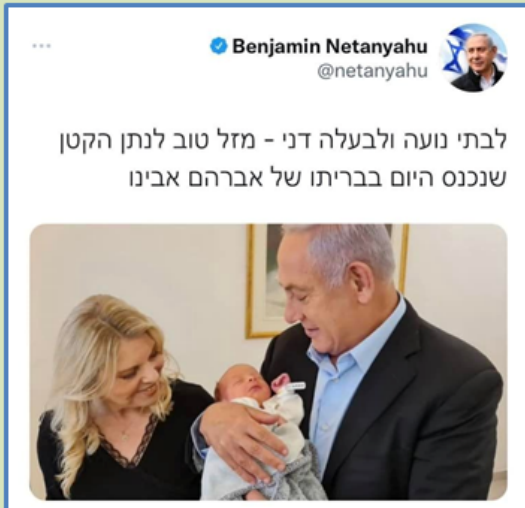 Benjamin Netanyahu
@netanyahu
לבתי נועה ולבעלה דני - מזל טוב לנתן הקטן
שנכנס היום בבריתו של אברהם אבינו